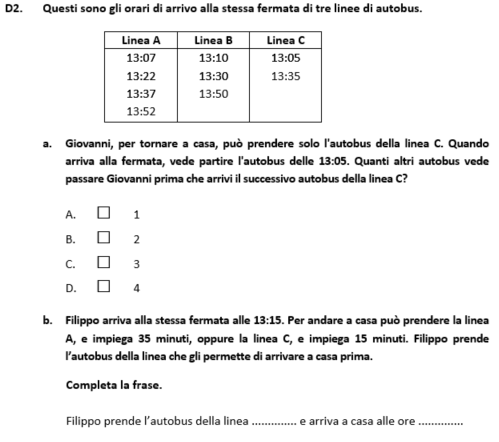 D2. Questi sono gli orari di arrivo alla stessa fermata di tre linee di autobus.
Linea A Linea B Linea C
13:07 13:10 13:05
13:22 13:30 13:35
13:37 13:50
13:52
a. Giovanni, per tornare a casa, può prendere solo l'autobus della linea C. Quando
arriva alla fermata, vede partire l'autobus delle 13:05. Quanti altri autobus vede
passare Giovanni prima che arrivi il successivo autobus della linea C?
A. 1
B. 2
C. 3
D. 4
b. Filippo arriva alla stessa fermata alle 13:15. Per andare a casa può prendere la linea
A, e impiega 35 minuti, oppure la linea C, e impiega 15 minuti. Filippo prende
l'autobus della linea che gli permette di arrivare a casa prima.
Completa la frase.
Filippo prende l'autobus della linea .............. e arriva a casa alle ore ..............